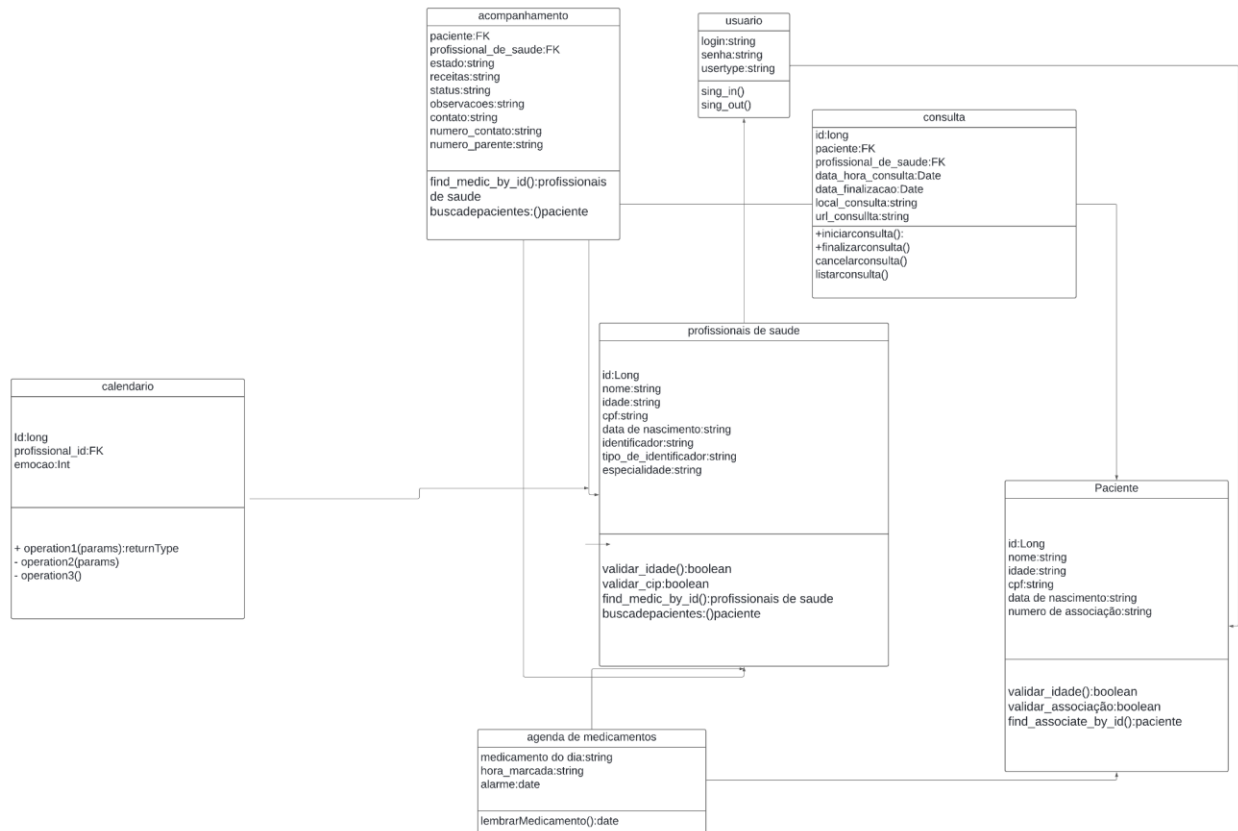 acompanhamento
paciente:FK
profissional_de_saude:FK
estado:string
receitas:string
status:string
observacoes:string
contato:string
numero_contato:string
numero_parente:string
find_medic_by_id():profissionais
de saude
buscadepacientes:()paciente
usuario
login:string
senha:string
usertype:string
sing_in()
sing_out()
consulta
id:long
paciente:FK
profissional_de_saude:FK
data_hora_consulta:Date
data_finalizacao:Date
local_consulta:string
url_consullta:string
+iniciarconsulta():
+finalizarconsulta()
cancelarconsulta()
listarconsulta()
profissionais de saude
id:Long
nome:string
idade:string
cpf:string
data de nascimento:string
identificador:string
tipo_de_identificador:string
especialidade:string
validar_idade():boolean
validar_cip:boolean
find_medic_by_id():profissionais de saude
buscadepacientes:()paciente
calendario
Id:long
profissional_id:FK
emocao:Int
+ operation1(params):returnType
- operation2(params)
- operation3()
Paciente
id:Long
nome:string
idade:string
cpf:string
data de nascimento:string
numero de associação:string
validar_idade():boolean
validar_associação:boolean
find_associate_by_id():paciente
agenda de medicamentos
medicamento do dia:string
hora_marcada:string
alarme:date
lembrarMedicamento():date